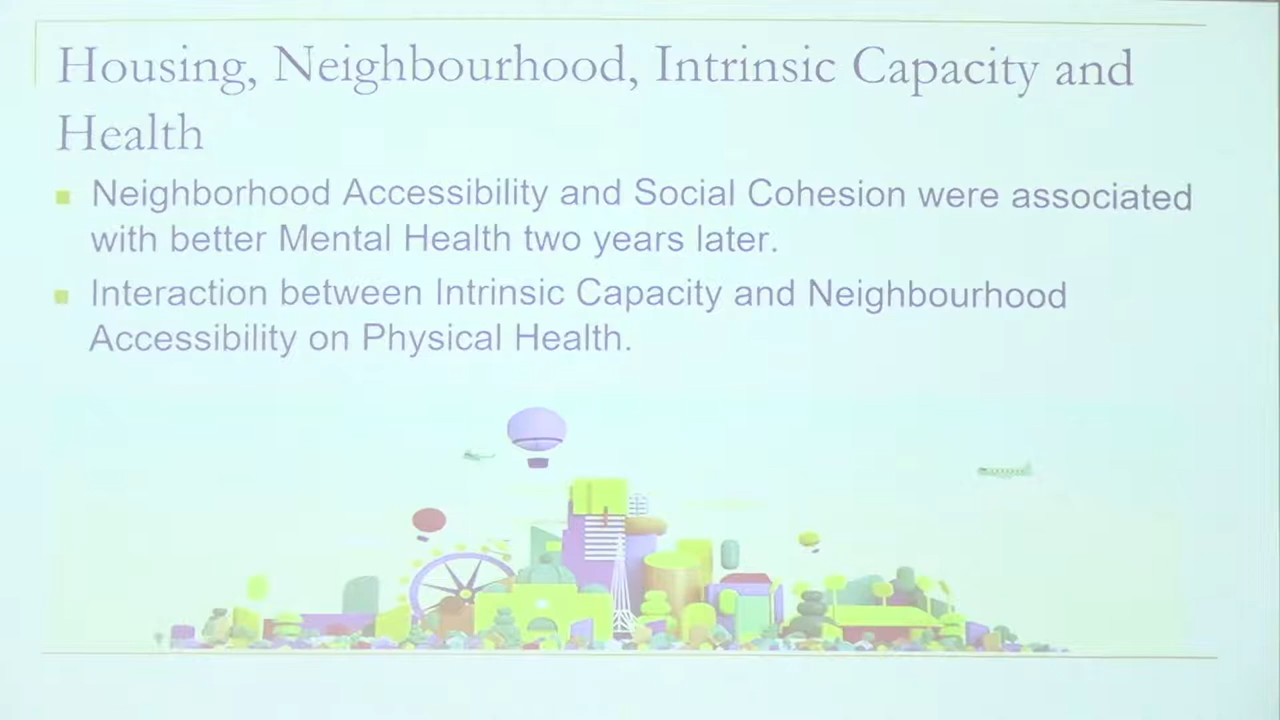 Housing, Neighbourhood, Intrinsic Capacity and
Health
Neighborhood Accessibility and Social Cohesion were associated
with better Mental Health two years later.
Interaction between Intrinsic Capacity and Neighbourhood
Accessibility on Physical Health.